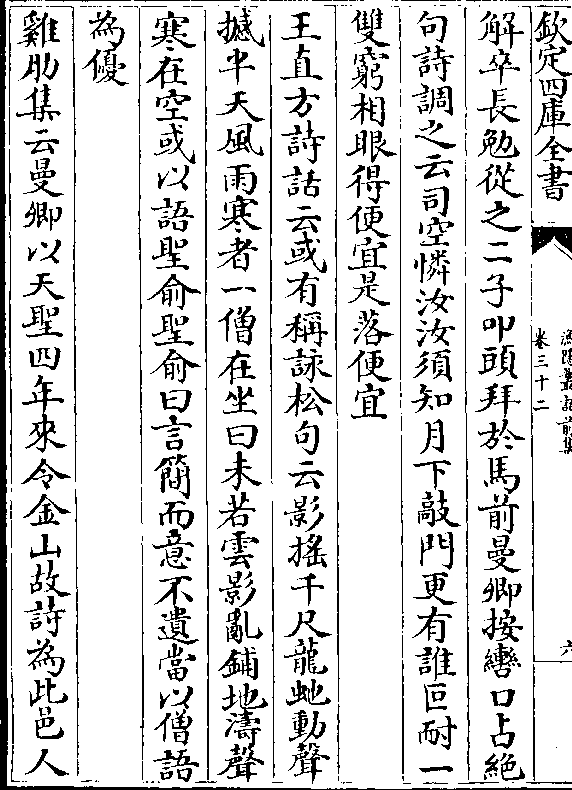 欽定四庫全書
漁隱叢話前集
卷三十二
六
解卒長勉從之二子叩頭拜於馬前曼卿按轡口占絕
句詩調之云司空憐汝汝須知月下敲門更有誰叵耐一
雙窮相眼得便宜是落便宜
王直方詩話云或有稱詠松句云影搖千尺龍虵動聲
撼半天風雨寒者一僧在坐曰未若雲影亂鋪地濤聲
寒在空或以語聖俞聖俞曰言簡而意不遺當以僧語
為優
雞肋集云曼卿以天聖四年來令金山故詩為此邑人